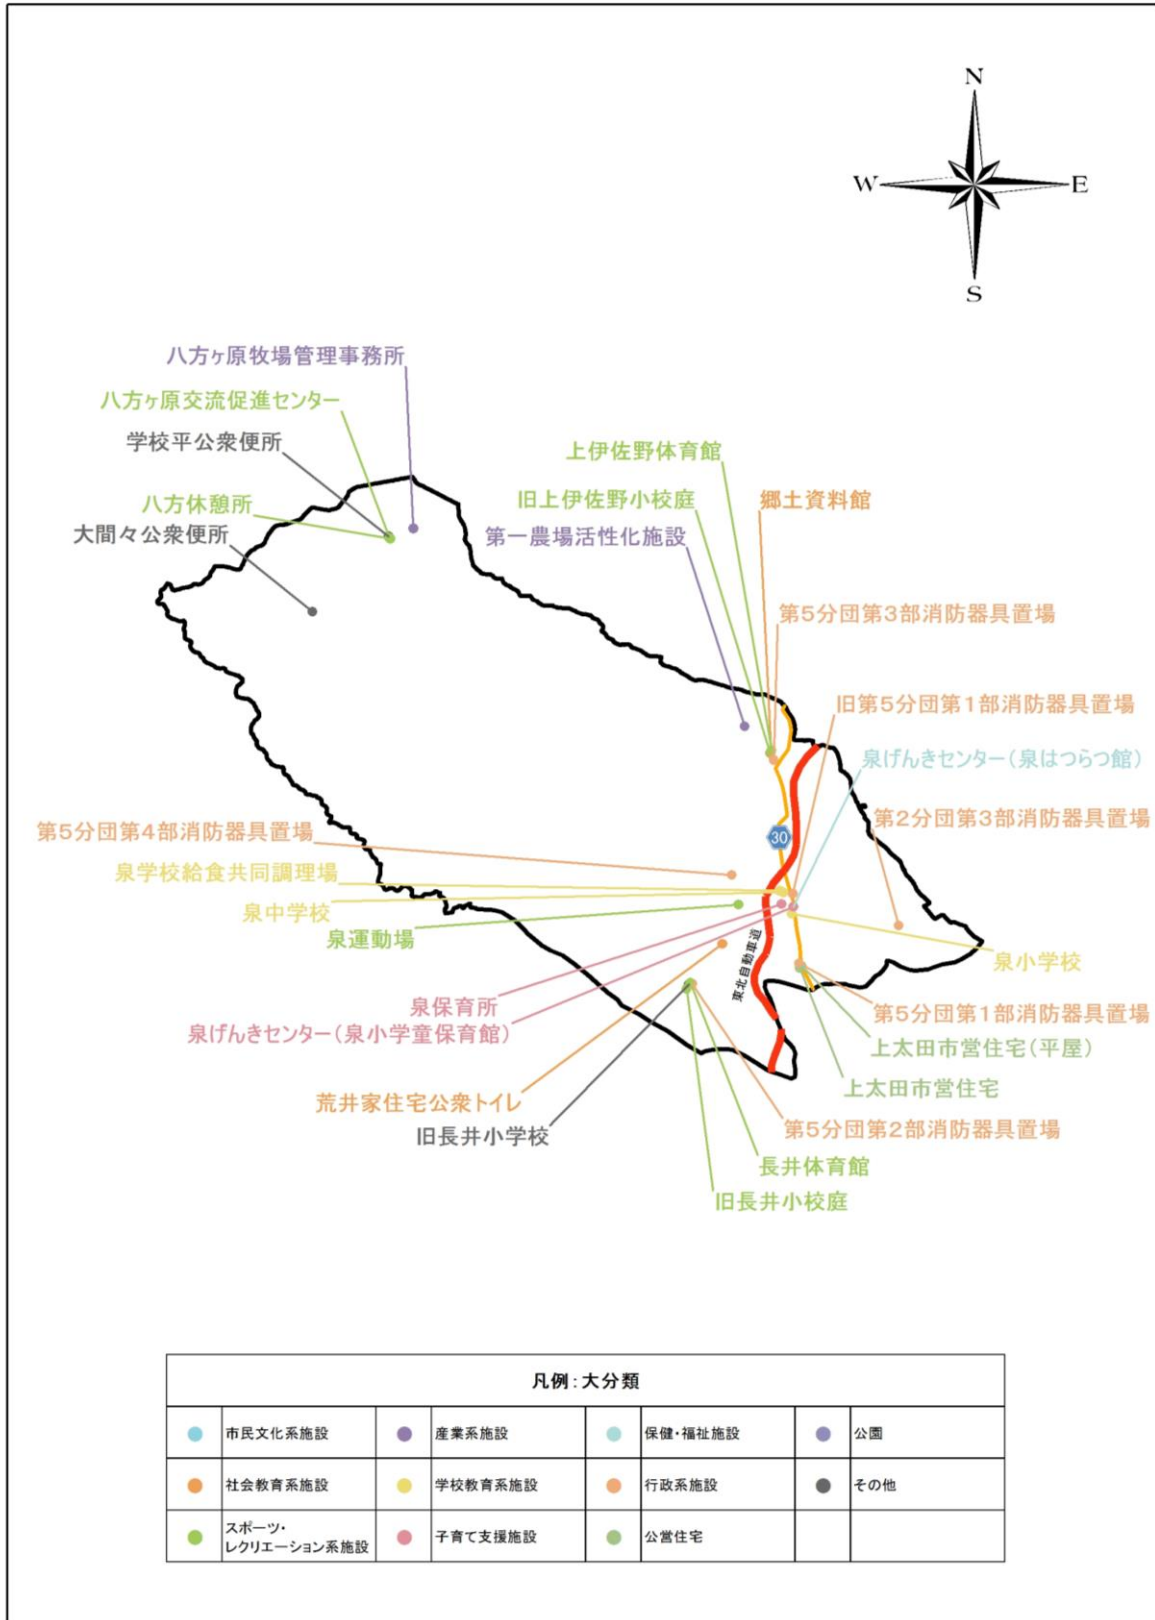 N
W
E
S
八方ヶ原牧場管理事務所
八方ヶ原交流促進センター
学校平公衆便所
八方休憩所
大間々公衆便所
上伊佐野体育館
旧上伊佐野小校庭
郷土資料館
第一農場活性化施設
第5分団第3部消防器具置場
旧第5分団第1部消防器具置場
泉げんきセンター(泉はつらつ館)
第2分団第3部消防器具置場
第5分団第4部消防器具置場
30
泉学校給食共同調理場
泉中学校
泉運動場
東北自動車道
泉小学校
泉保育所
泉げんきセンター(泉小学童保育館)
第5分団第1部消防器具置場
上太田市営住宅(平屋)
上太田市営住宅
荒井家住宅公衆トイレ
旧長井小学校
第5分団第2部消防器具置場
長井体育館
旧長井小校庭
凡例:大分類
市民文化系施設
産業系施設
保健・福祉施設
公園
社会教育系施設
学校教育系施設
行政系施設
その他
スポーツ・
レクリエーション系施設
子育て支援施設
公営住宅